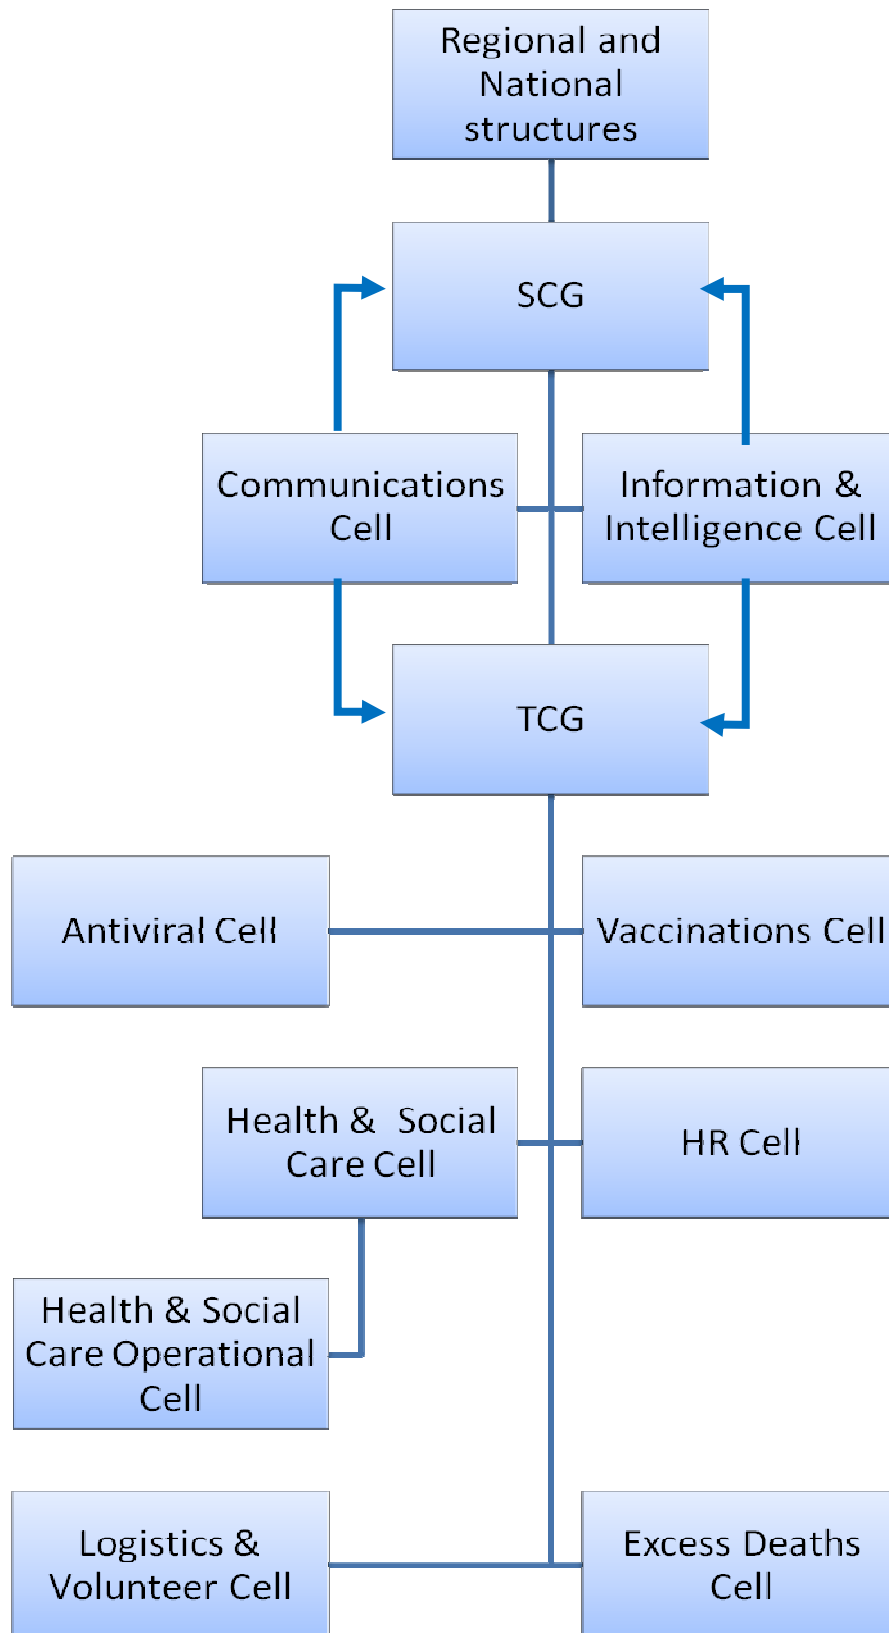 Regional and
National
structures
SCG
Communications
Cell
Information &
Intelligence Cell
TCG
Antiviral Cell
Vaccinations Cell
Health &  Social
Care Cell
HR Cell
Health & Social
Care Operational
Cell
Logistics &
Volunteer Cell
Excess Deaths
Cell